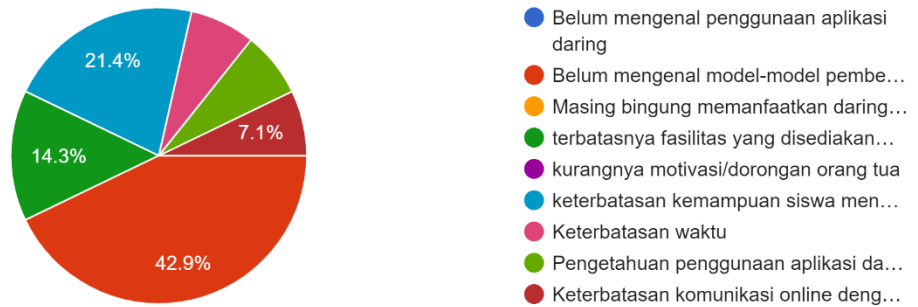 21.4%
14.3%
7.1%
42.9%
Belum mengenal penggunaan aplikasi
daring
Belum mengenal model-model pembe…
Masing bingung memanfaatkan daring…
terbatasnya fasilitas yang disediakan…
kurangnya motivasi/dorongan orang tua
keterbatasan kemampuan siswa men…
Keterbatasan waktu
Pengetahuan penggunaan aplikasi da…
Keterbatasan komunikasi online deng…